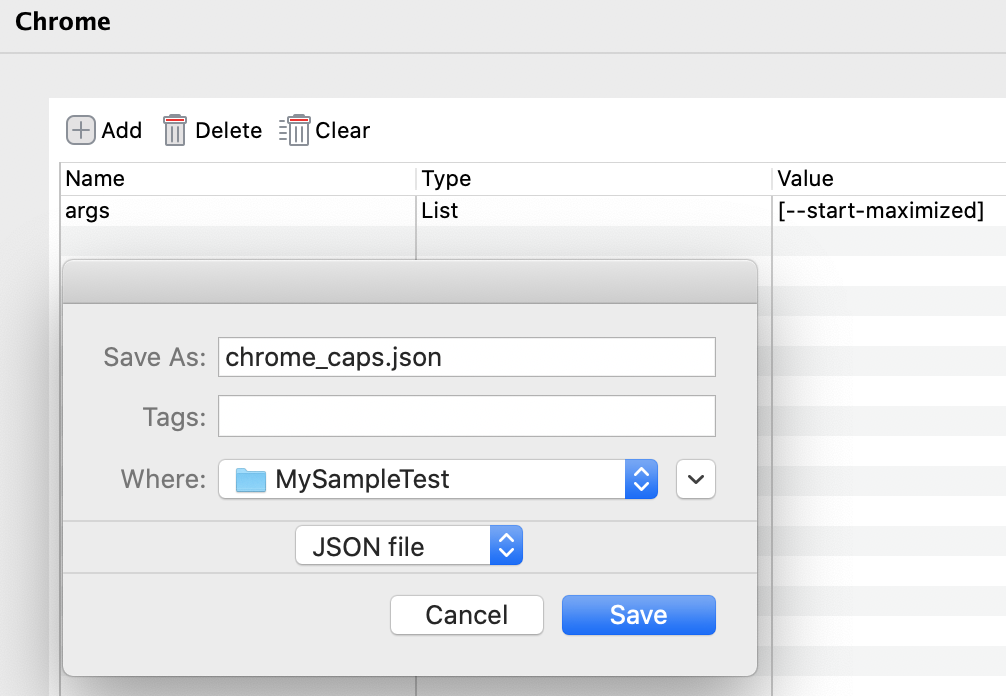 Chrome
Add Delete Clear
Name Type Value
args List [--start-maximized]
Save As: chrome_caps.json
Tags:
Where: MySampleTest
JSON file
Cancel Save